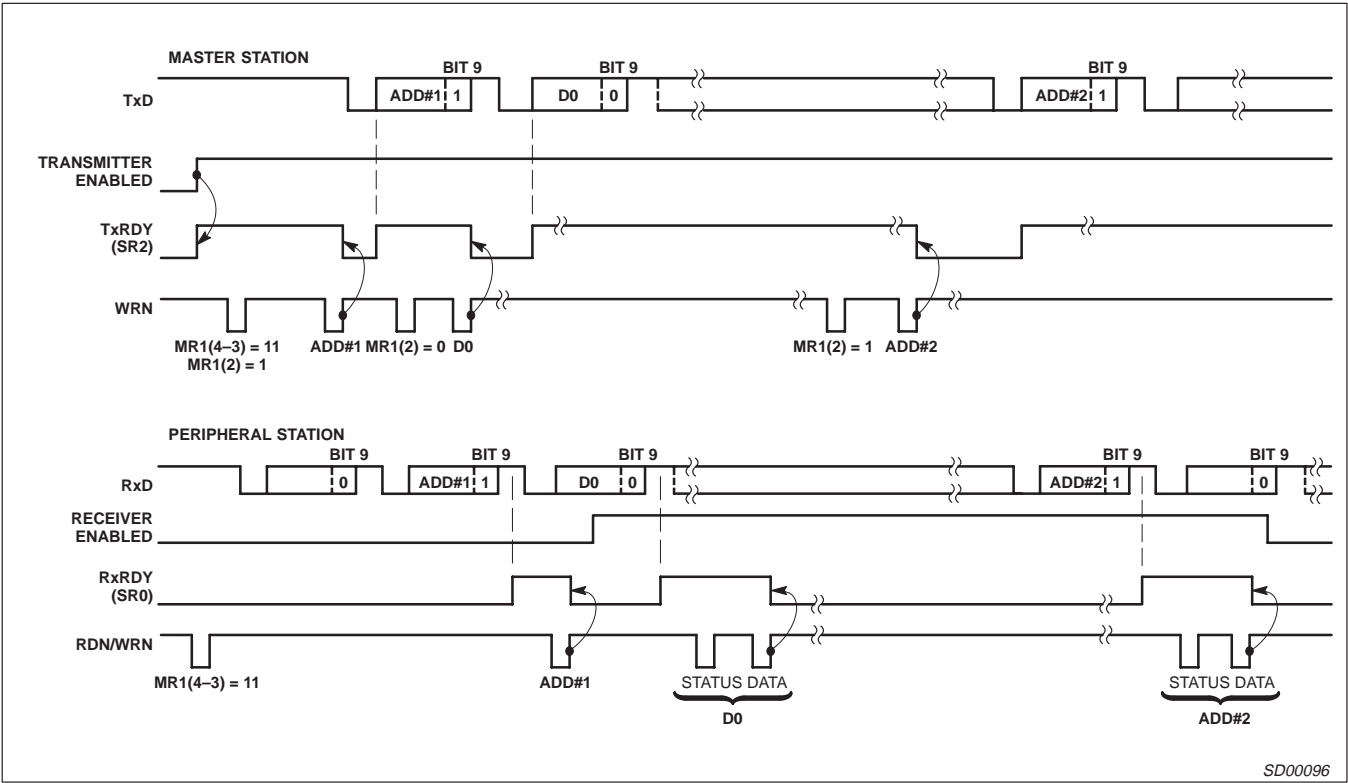 MASTER STATION
BIT 9 BIT 9 BIT 9
TxD ADD#1 1 D0 0 ADD#2 1
TRANSMITTER
ENABLED
TxRDY
(SR2)
WRN
MR1(4–3) = 11 ADD#1 MR1(2) = 0 D0 MR1(2) = 1 ADD#2
MR1(2) = 1
PERIPHERAL STATION
BIT 9 BIT 9 BIT 9 BIT 9 BIT 9
RxD 0 ADD#1 1 D0 0 ADD#2 1 0
RECEIVER
ENABLED
RxRDY
(SR0)
RDN/WRN
MR1(4–3) = 11 ADD#1 STATUS DATA STATUS DATA
D0 ADD#2
SD00096